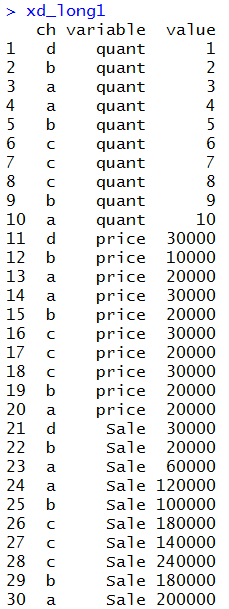 > xd_long1
   ch variable  value
1   d    quant      1
2   b    quant      2
3   a    quant      3
4   a    quant      4
5   b    quant      5
6   c    quant      6
7   c    quant      7
8   c    quant      8
9   b    quant      9
10  a    quant     10
11  d    price  30000
12  b    price  10000
13  a    price  20000
14  a    price  30000
15  b    price  20000
16  c    price  30000
17  c    price  20000
18  c    price  30000
19  b    price  20000
20  a    price  20000
21  d     Sale  30000
22  b     Sale  20000
23  a     Sale  60000
24  a     Sale 120000
25  b     Sale 100000
26  c     Sale 180000
27  c     Sale 140000
28  c     Sale 240000
29  b     Sale 180000
30  a     Sale 200000